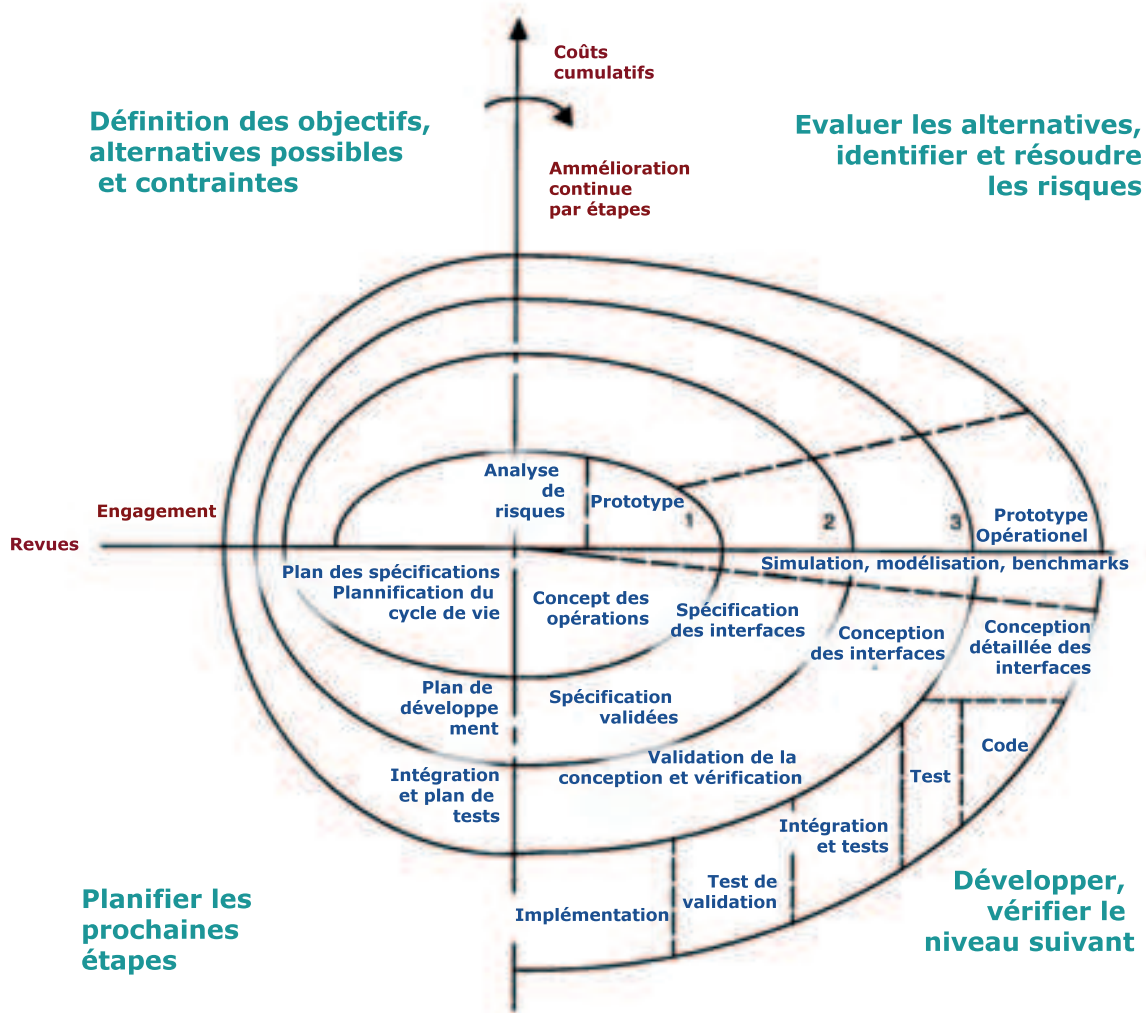 Coûts
cumulatifs
Définition des objectifs,
alternatives possibles
et contraintes
Evaluer les alternatives,
identifier et résoudre
les risques
Ammélioration
continue
par étapes
Analyse
de
risques
Prototype
1
2
3
Prototype
Opérationel
Engagement
Revues
Simulation, modélisation, benchmarks
Plan des spécifications
Plannification du
cycle de vie
Concept des
opérations
Spécification
des interfaces
Conception
des interfaces
Conception
détaillée des
interfaces
Plan de
développe
ment
Spécification
validées
Validation de la
conception et vérification
Code
Test
Intégration
et plan de
tests
Intégration
et tests
Test de
validation
Implémentation
Planifier les
prochaines
étapes
Développer,
vérifier le
niveau suivant